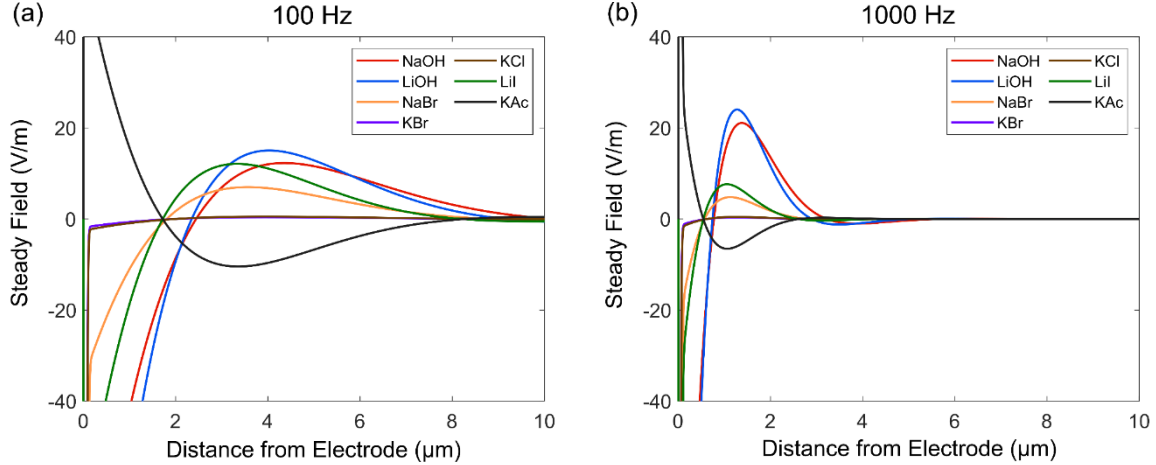 (a)
100 Hz
40
20
0
-20
-40
Steady Field (V/m)
NaOH
KCl
LiOH
LiI
NaBr
KAc
KBr
0
2
4
6
8
10
Distance from Electrode (μm)
(b)
1000 Hz
40
20
0
-20
-40
Steady Field (V/m)
NaOH
KCl
LiOH
LiI
NaBr
KAc
KBr
0
2
4
6
8
10
Distance from Electrode (μm)